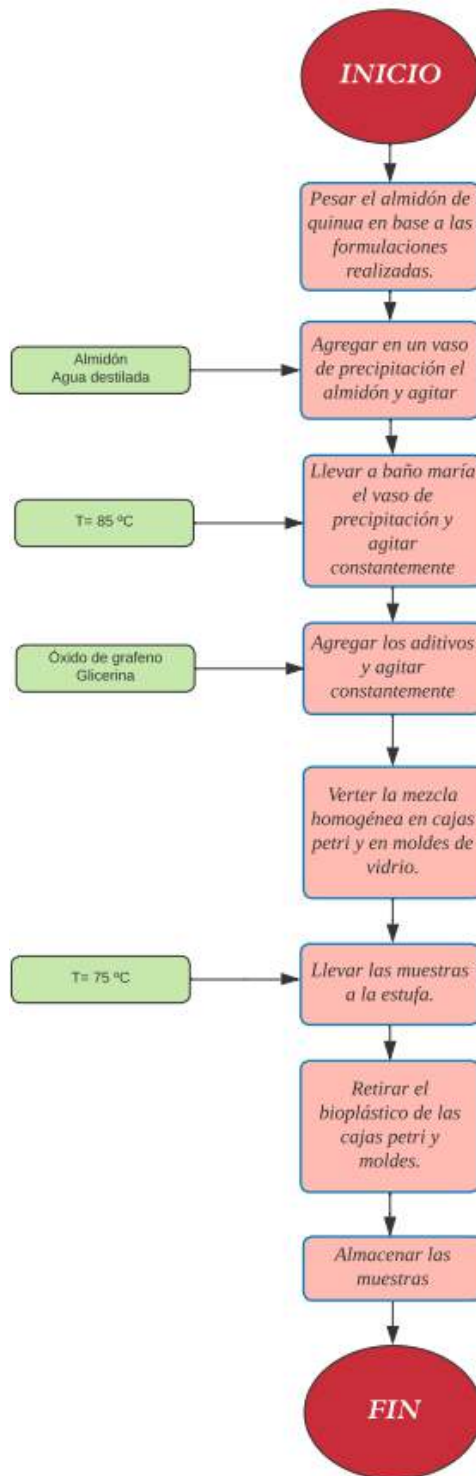 INICIO
Pesar el almidón de
quinua en base a las
formulaciones
realizadas.
Almidón
Agua destilada
Agregar en un vaso
de precipitación el
almidón y agitar
T= 85 ºC
Llevar a baño maría
el vaso de
precipitación y
agitar
constantemente
Óxido de grafeno
Glicerina
Agregar los aditivos
y agitar
constantemente
Verter la mezcla
homogénea en cajas
petri y en moldes de
vidrio.
T= 75 ºC
Llevar las muestras
a la estufa.
Retirar el
bioplástico de las
cajas petri y
moldes.
Almacenar las
muestras
FIN